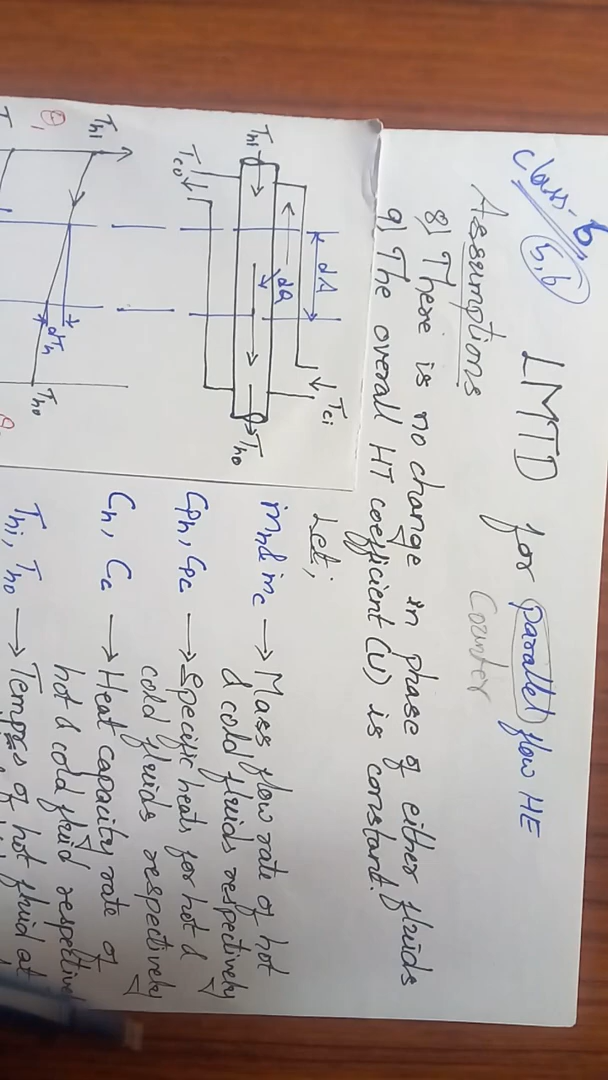 class-6
5,6
LMTD for parallel flow HE
Counter
Assumptions
8) There is no change in phase of either fluids
9) The overall HT coefficient (U) is constant.
Let;
ṁh & ṁc → Mass flow rate of hot
& cold fluids respectively
Cph, Cpc → Specific heats for hot &
cold fluids respectively
Ch, Cc → Heat capacity rate of
hot & cold fluid respectively
Thi, Tho → Temps of hot fluid at
dA
Tci
dQ
Thi
Tho
Tco
Thi
θ1
dTh
Tho
T